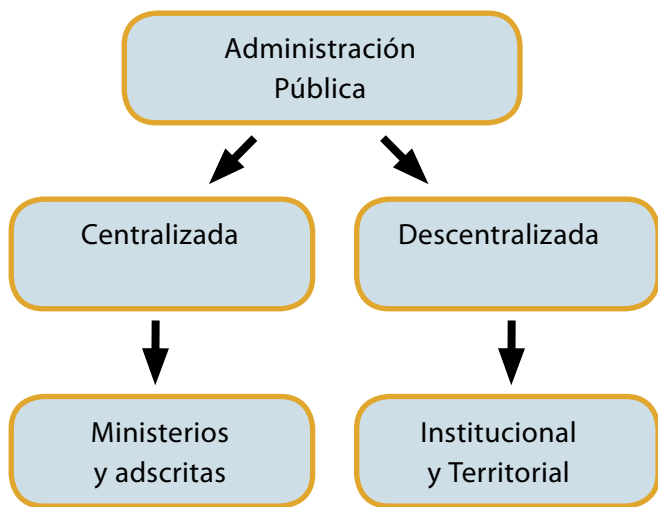 Administración
Pública
Centralizada
Descentralizada
Ministerios
y adscritas
Institucional
y Territorial